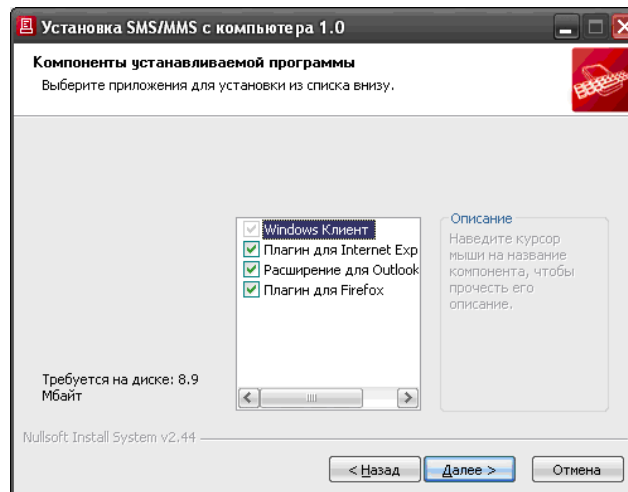 Установка SMS/MMS с компьютера 1.0
Компоненты устанавливаемой программы
Выберите приложения для установки из списка внизу.
Windows Клиент
Плагин для Internet Exp
Расширение для Outlook
Плагин для Firefox
Описание
Наведите курсор
мыши на название
компонента, чтобы
прочесть его
описание.
Требуется на диске: 8.9
Мбайт
Nullsoft Install System v2.44
< Назад
Далее >
Отмена